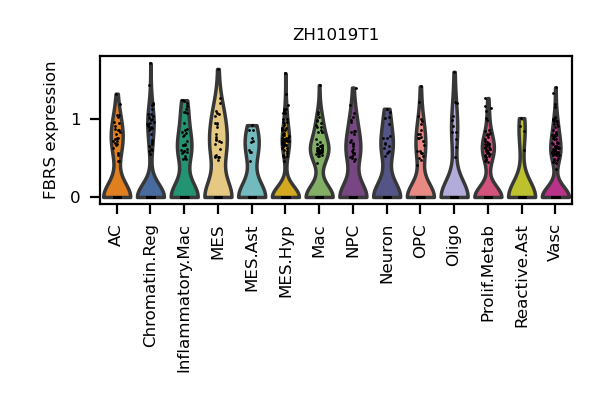 ZH1019T1
FBRS expression
1
0
AC
Chromatin.Reg
Inflammatory.Mac
MES
MES.Ast
MES.Hyp
Mac
NPC
Neuron
OPC
Oligo
Prolif.Metab
Reactive.Ast
Vasc